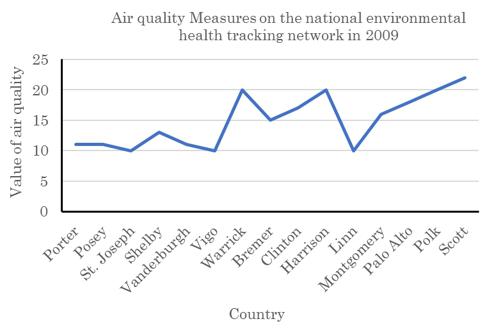 Air quality Measures on the national environmental
health tracking network in 2009
Value of air quality
25
20
15
10
5
0
Porter
Posey
St. Joseph
Shelby
Vanderburgh
Vigo
Warrick
Bremer
Clinton
Harrison
Linn
Montgomery
Palo Alto
Polk
Scott
Country